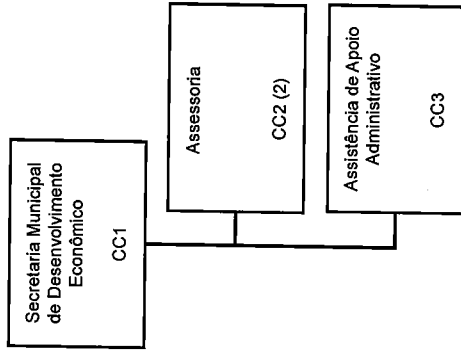 Secretaria Municipal
de Desenvolvimento
Econômico
CC1
Assessoria
CC2 (2)
Assistência de Apoio
Administrativo
CC3